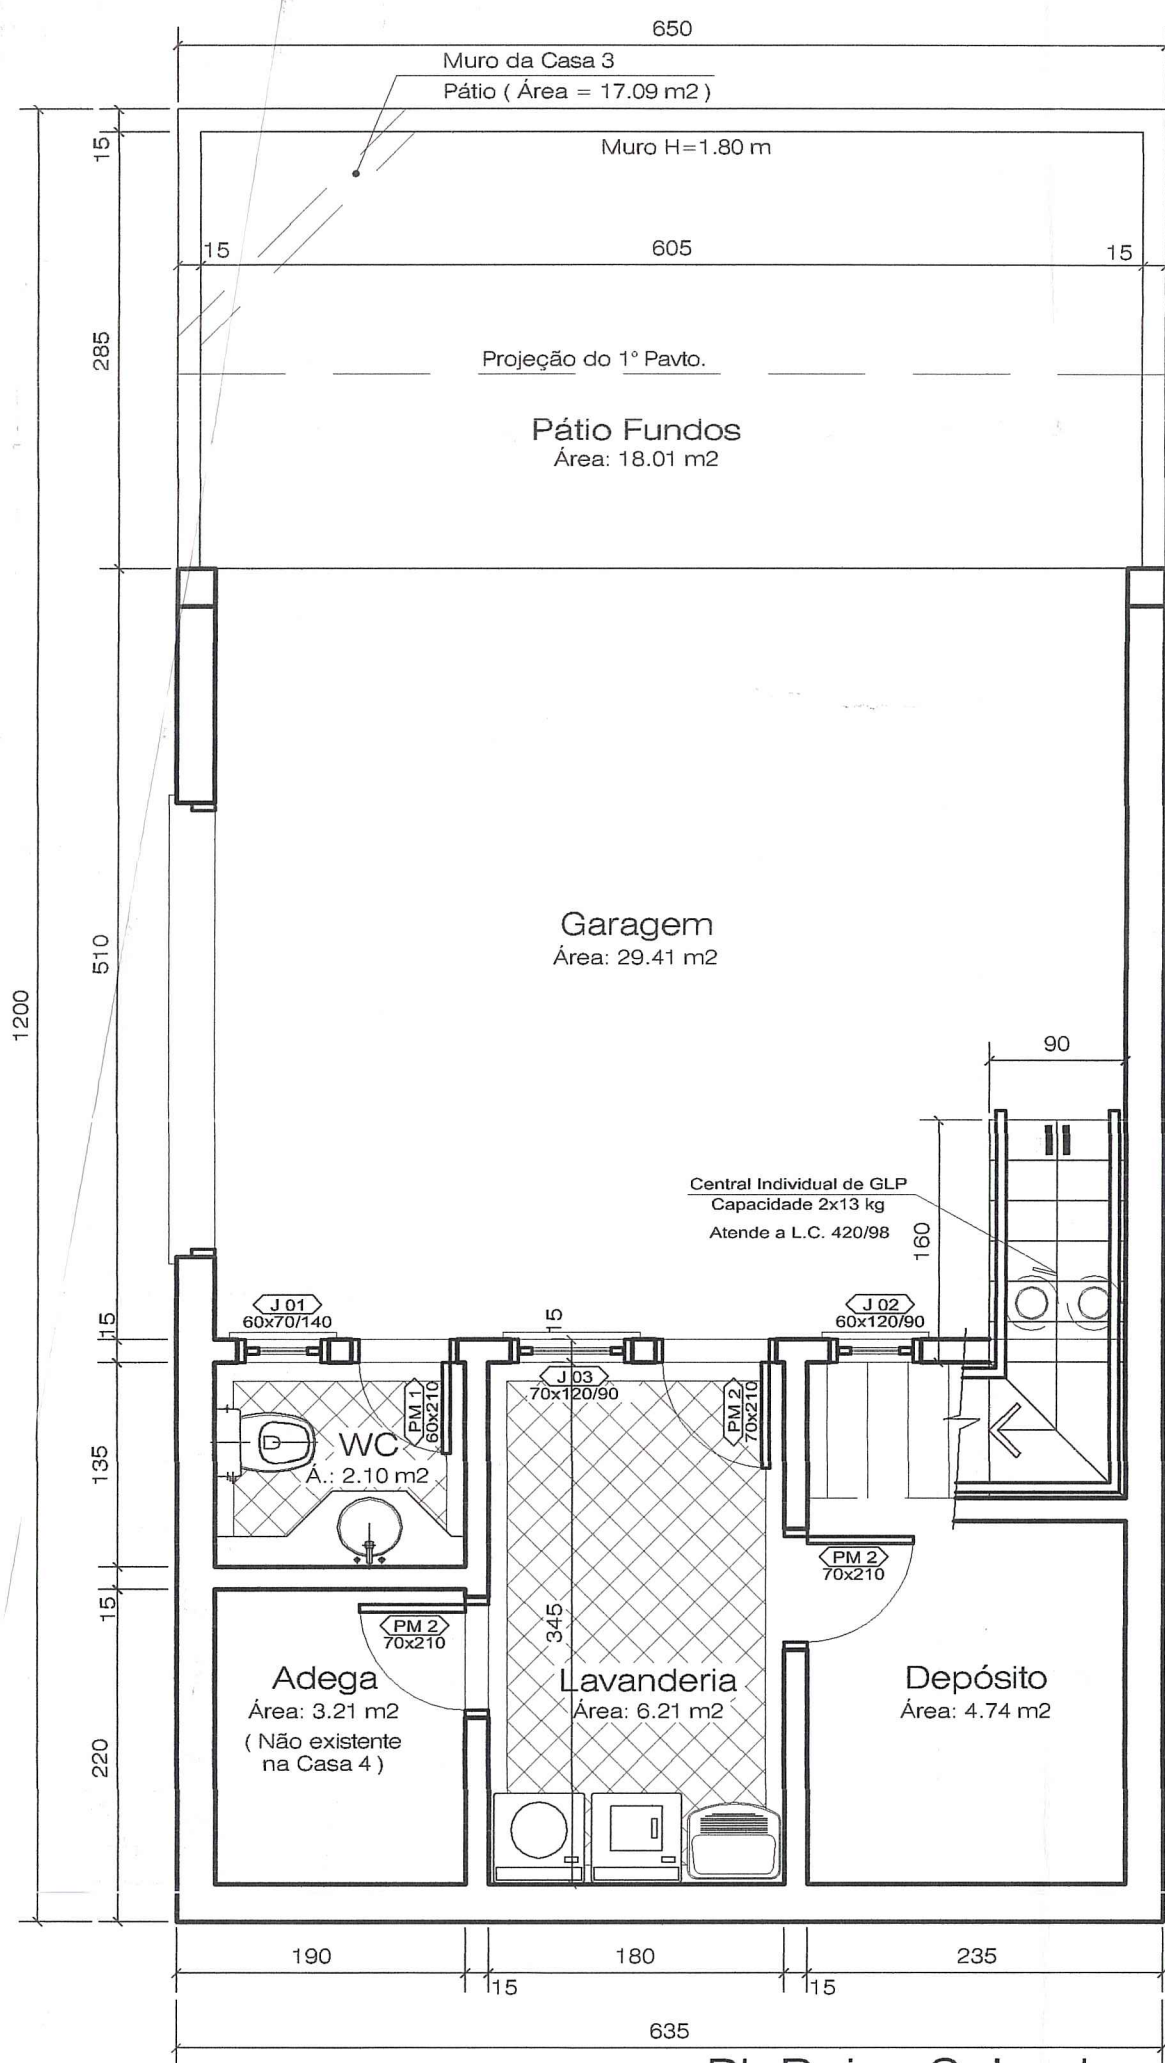 650
Muro da Casa 3
Pátio ( Área = 17.09 m2 )
15
Muro H=1.80 m
15
605
15
285
Projeção do 1º Pavto.
Pátio Fundos
Área: 18.01 m2
Garagem
Área: 29.41 m2
510
1200
90
Central Individual de GLP
Capacidade 2x13 kg
Atende a L.C. 420/98
160
15
J 01
60x70/140
15
J 02
60x120/90
J 03
70x120/90
PM 1
60x210
PM 2
70x210
WC
Á.: 2.10 m2
135
PM 2
70x210
15
PM 2
70x210
345
Adega
Área: 3.21 m2
( Não existente
na Casa 4 )
Lavanderia
Área: 6.21 m2
Depósito
Área: 4.74 m2
220
190
15
180
15
235
635